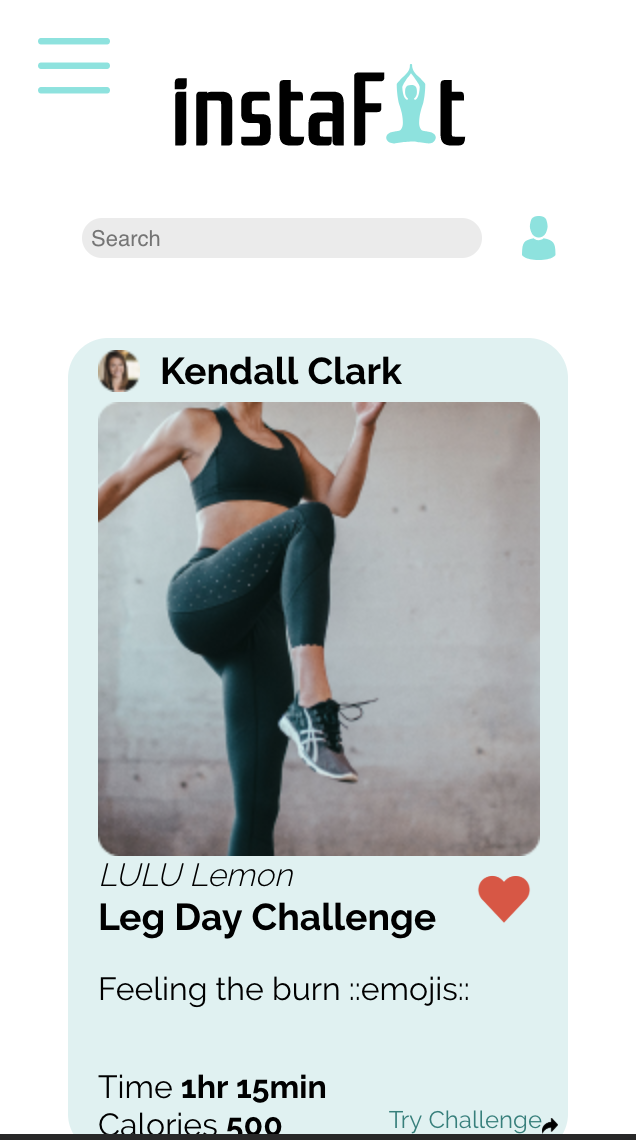 instaFit
Search
Kendall Clark
LULU Lemon
Leg Day Challenge
Feeling the burn ::emojis::
Time 1hr 15min
Calories 500
Try Challenge